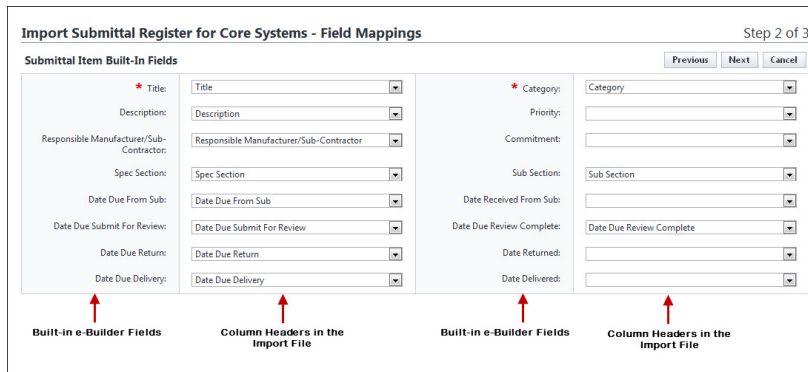 Import Submittal Register for Core Systems - Field Mappings Step 2 of 3
Submittal Item Built-In Fields Previous Next Cancel
* Title: Title * Category: Category
Description: Description Priority:
Responsible Manufacturer/Sub-Contractor: Responsible Manufacturer/Sub-Contractor Commitment:
Spec Section: Spec Section Sub Section: Sub Section
Date Due From Sub: Date Due From Sub Date Received From Sub:
Date Due Submit For Review: Date Due Submit For Review Date Due Review Complete: Date Due Review Complete
Date Due Return: Date Due Return Date Returned:
Date Due Delivery: Date Due Delivery Date Delivered:
Built-in e-Builder Fields Column Headers in the Import File Built-in e-Builder Fields Column Headers in the Import File